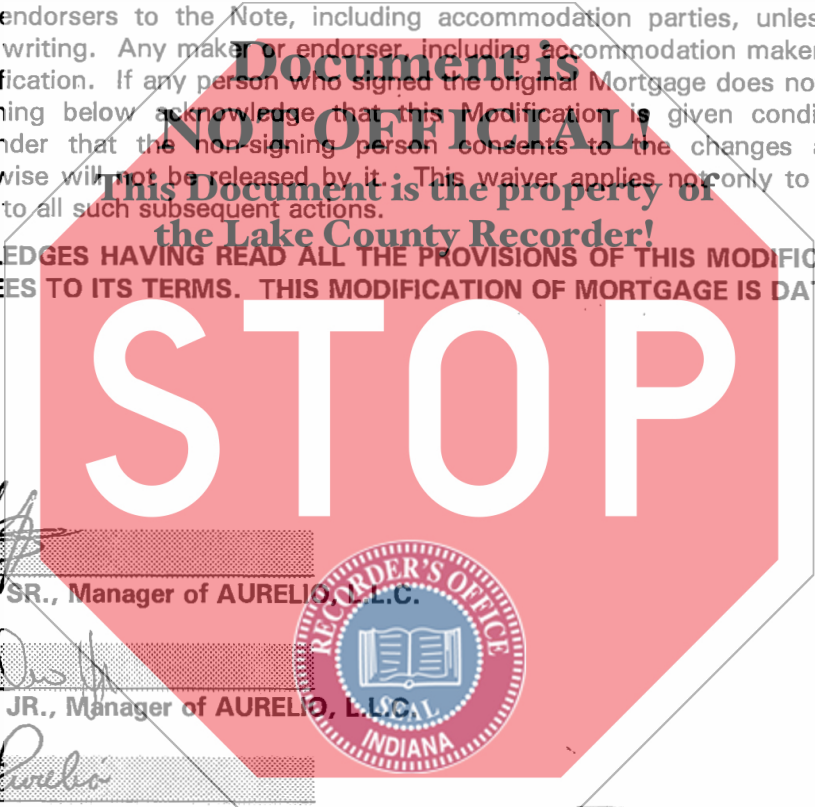 endorsers to the Note, including accommodation parties, unles
writing. Any maker or endorser, including accommodation maker
fication. If any person who signed the original Mortgage does no
ning below acknowledge that this Modification is given condi
nder that the non-signing person consents to the changes a
wise will not be released by it. This waiver applies not only to
to all such subsequent actions.
Document is
NOT OFFICIAL!
This Document is the property of
the Lake County Recorder!
EDGES HAVING READ ALL THE PROVISIONS OF THIS MODIFIC
EES TO ITS TERMS. THIS MODIFICATION OF MORTGAGE IS DAT
STOP
SR., Manager of AURELIO, L.L.C.
JR., Manager of AURELIO, L.L.C.
Aurelio
RECORDER'S OFFICE
SEAL
INDIANA